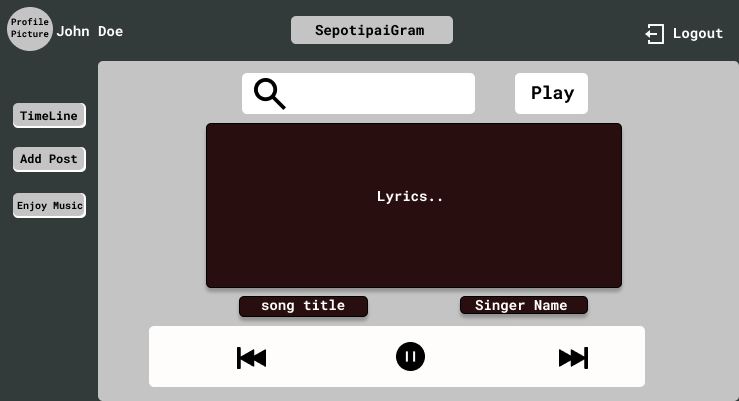 Profile
Picture
John Doe
SepotipaiGram
Logout
TimeLine
Add Post
Enjoy Music
Play
Lyrics..
song title
Singer Name